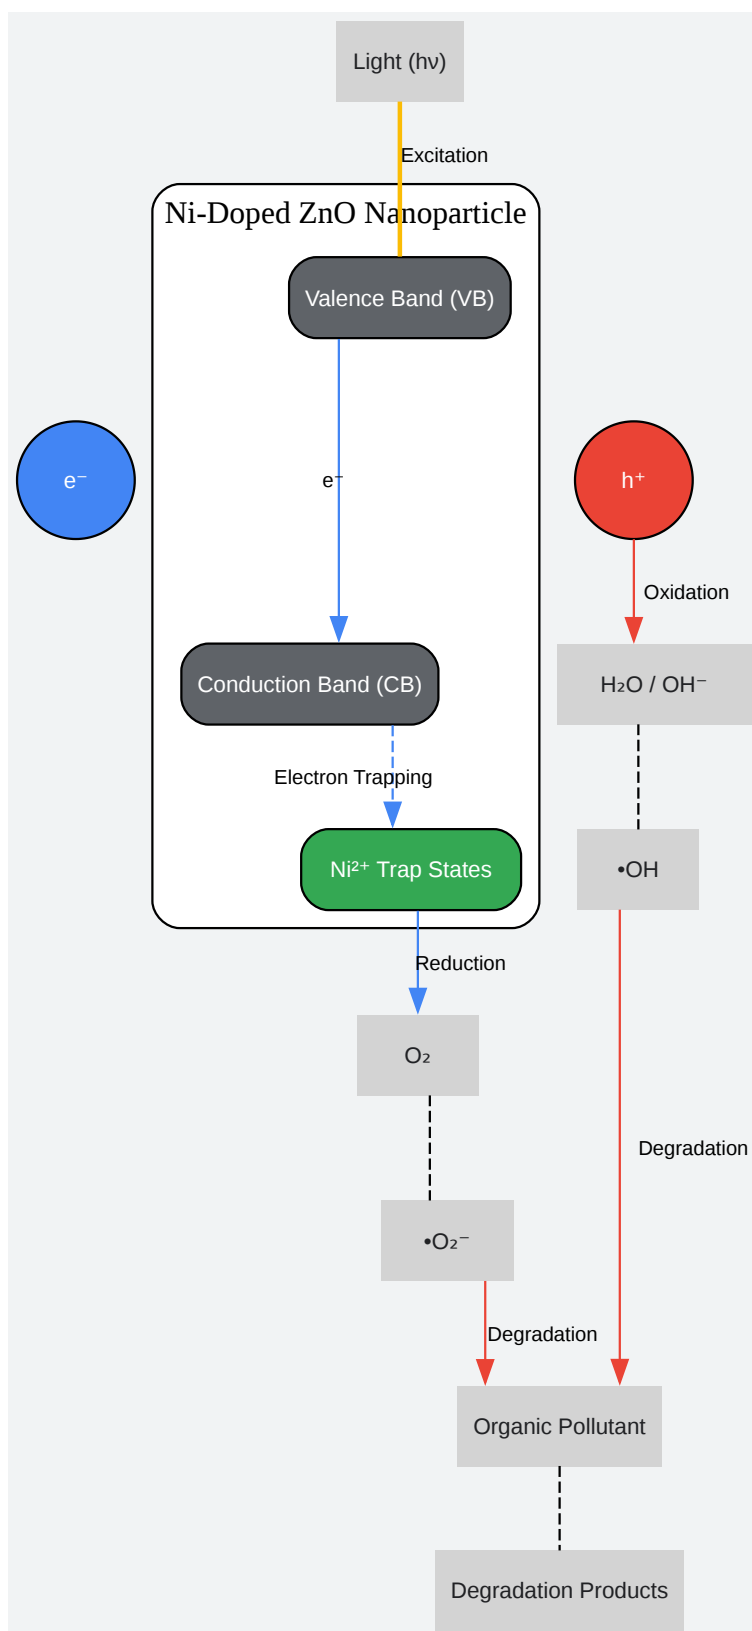 Light (hν)
Excitation
Ni-Doped ZnO Nanoparticle
Valence Band (VB)
e⁻
e⁻
h⁺
Oxidation
Conduction Band (CB)
H₂O / OH⁻
Electron Trapping
Ni²⁺ Trap States
•OH
Reduction
O₂
Degradation
•O₂⁻
Degradation
Organic Pollutant
Degradation Products